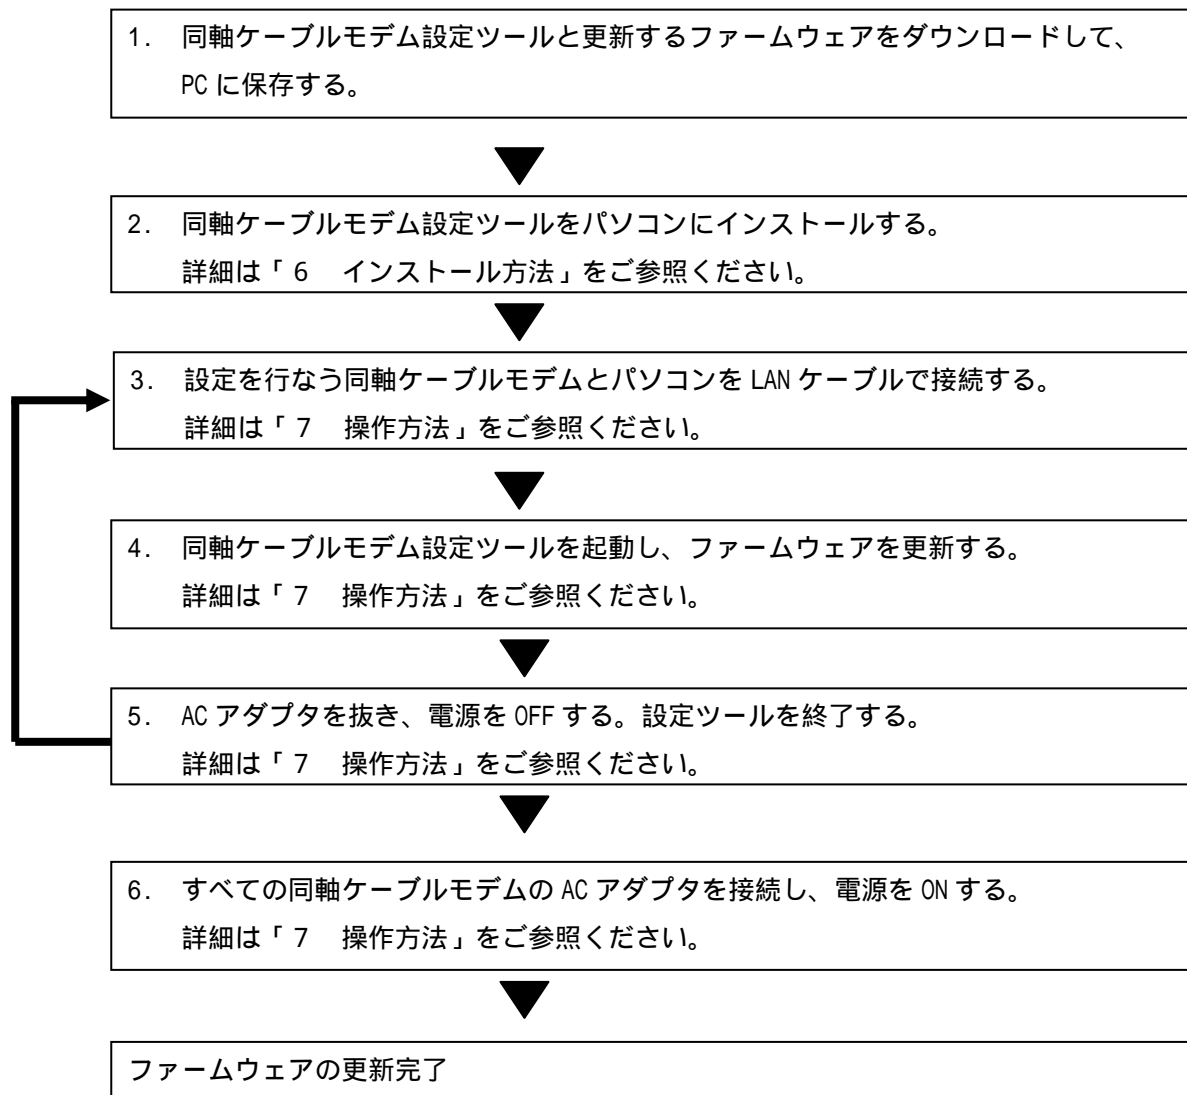 1. 同軸ケーブルモデム設定ツールと更新するファームウェアをダウンロードして、
PC に保存する。
2. 同軸ケーブルモデム設定ツールをパソコンにインストールする。
詳細は「６　インストール方法」をご参照ください。
3. 設定を行なう同軸ケーブルモデムとパソコンを LAN ケーブルで接続する。
詳細は「７　操作方法」をご参照ください。
4. 同軸ケーブルモデム設定ツールを起動し、ファームウェアを更新する。
詳細は「７　操作方法」をご参照ください。
5. AC アダプタを抜き、電源を OFF する。設定ツールを終了する。
詳細は「７　操作方法」をご参照ください。
6. すべての同軸ケーブルモデムの AC アダプタを接続し、電源を ON する。
詳細は「７　操作方法」をご参照ください。
ファームウェアの更新完了